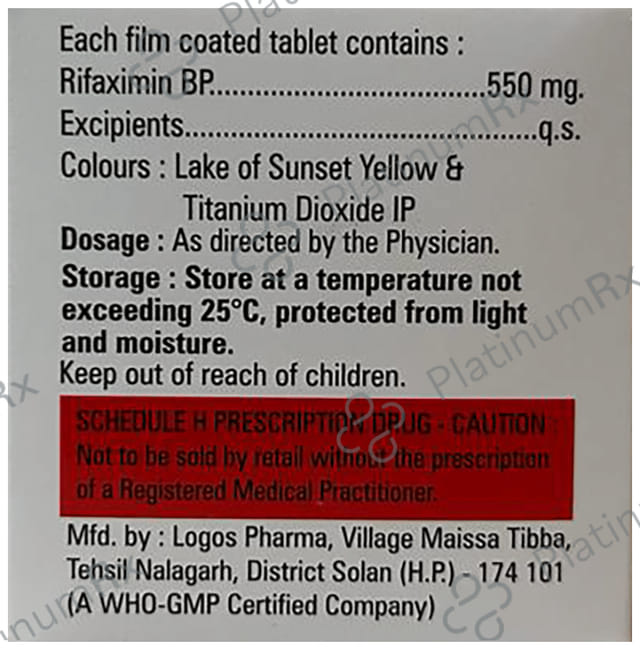 Each film coated tablet contains :
Rifaximin BP.....................................550 mg.
Excipients................................................q.s.
Colours : Lake of Sunset Yellow &
Titanium Dioxide IP
Dosage : As directed by the Physician.
Storage : Store at a temperature not
exceeding 25°C, protected from light
and moisture.
Keep out of reach of children.
SCHEDULE H PRESCRIPTION DRUG - CAUTION :
Not to be sold by retail without the prescription
of a Registered Medical Practitioner.
Mfd. by : Logos Pharma, Village Maissa Tibba,
Tehsil Nalagarh, District Solan (H.P.) - 174 101
(A WHO-GMP Certified Company)
PlatinumRx
PlatinumRx
PlatinumRx